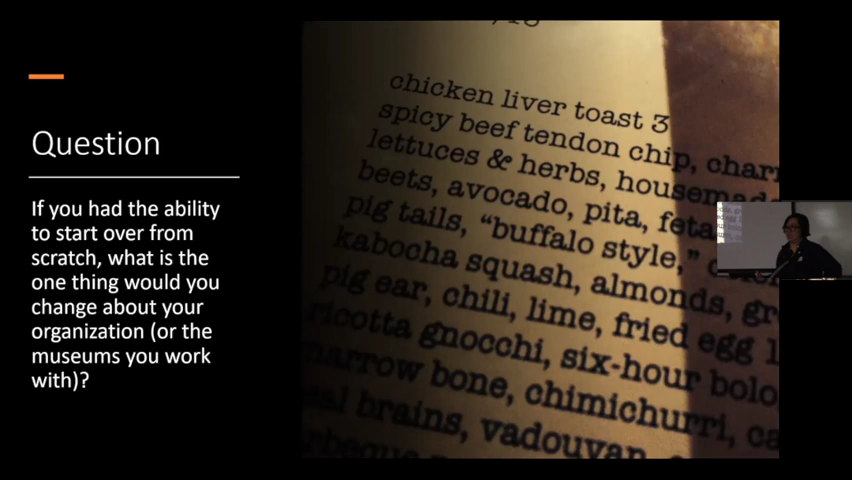 Question
If you had the ability
to start over from
scratch, what is the
one thing would you
change about your
organization (or the
museums you work
with)?
chicken liver toast 3
spicy beef tendon chip,
lettuces & herbs,
beets, avocado, pita, feta
pig tails, “buffalo style,”
kabocha squash, almonds,
pig ear, chili, lime, fried egg 1
ricotta gnocchi, six-hour
marrow bone, chimichurri,
brains, vadouvan